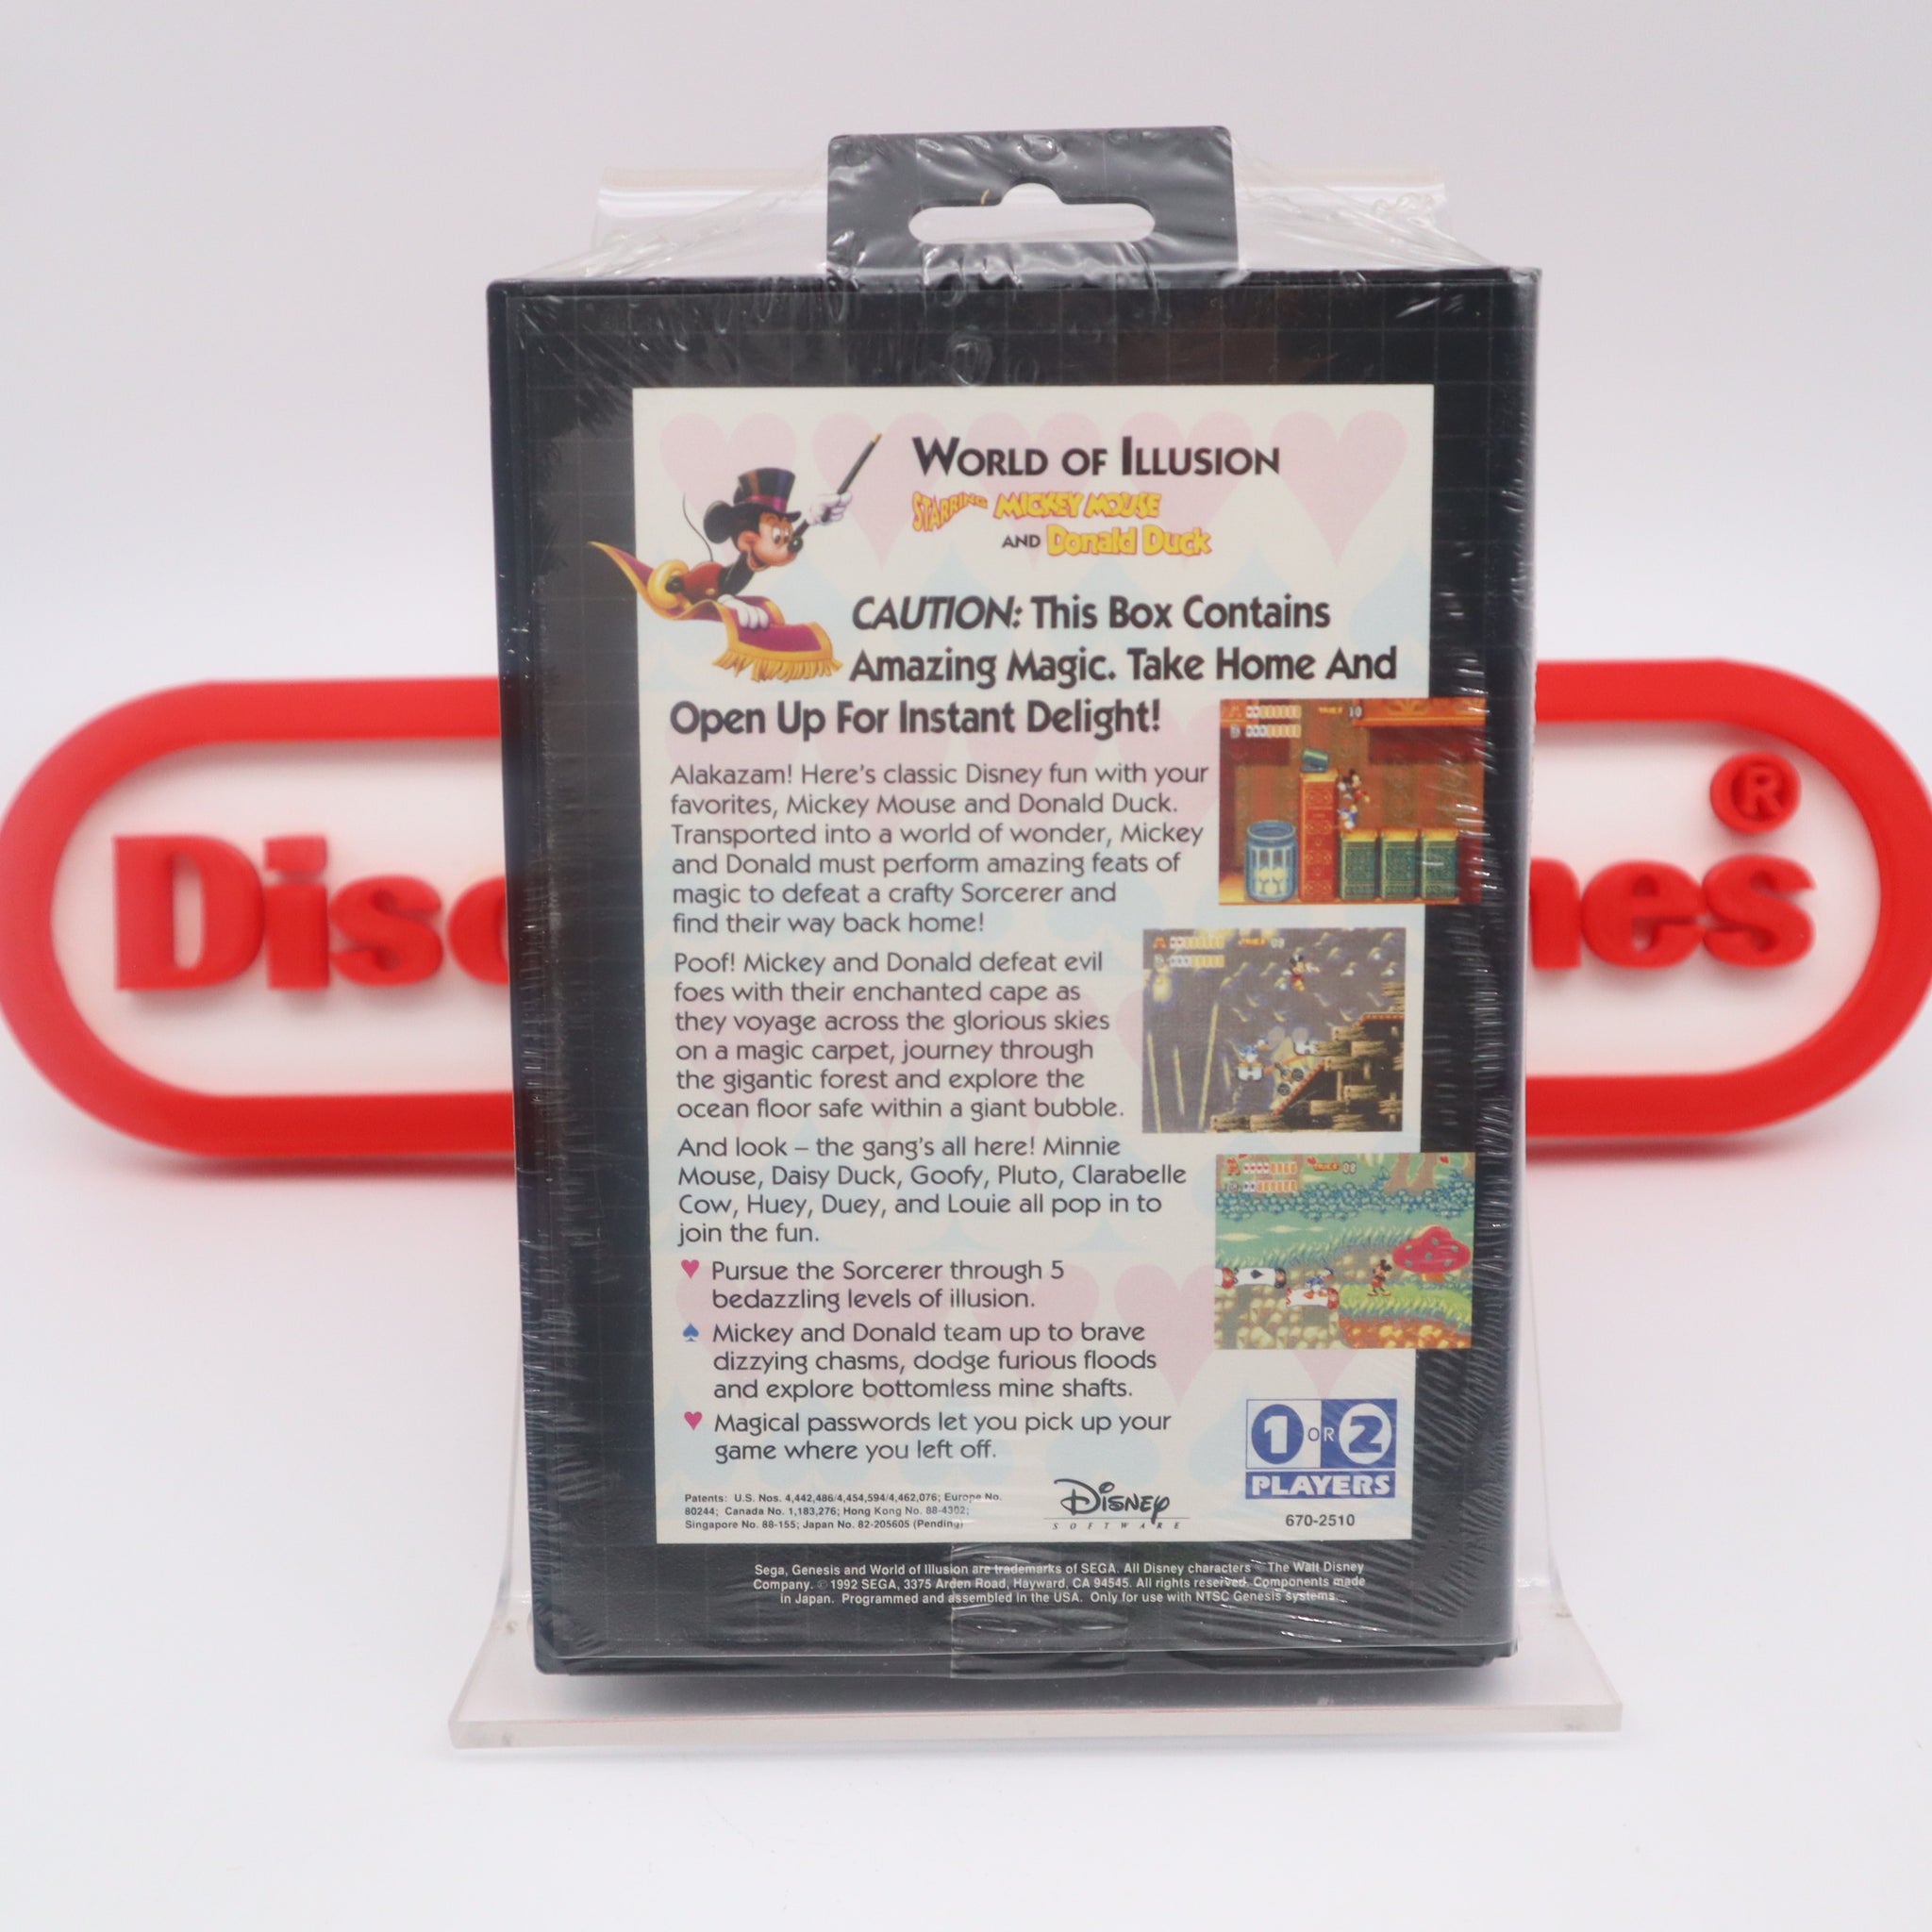 World of Illusion
STARRING MICKEY MOUSE
AND Donald Duck
CAUTION: This Box Contains
Amazing Magic. Take Home And
Open Up For Instant Delight!
Alakazam! Here's classic Disney fun with your
favorites, Mickey Mouse and Donald Duck.
Transported into a world of wonder, Mickey
and Donald must perform amazing feats of
magic to defeat a crafty Sorcerer and
find their way back home!
Poof! Mickey and Donald defeat evil
foes with their enchanted cape as
they voyage across the glorious skies
on a magic carpet, journey through
the gigantic forest and explore the
ocean floor safe within a giant bubble.
And look – the gang's all here! Minnie
Mouse, Daisy Duck, Goofy, Pluto, Clarabelle
Cow, Huey, Duey, and Louie all pop in to
join the fun.
♥ Pursue the Sorcerer through 5
bedazzling levels of illusion.
♠ Mickey and Donald team up to brave
dizzying chasms, dodge furious floods
and explore bottomless mine shafts.
♥ Magical passwords let you pick up your
game where you left off.
1 OR 2
PLAYERS
670-2510
Patents: U.S. Nos. 4,442,486/4,454,594/4,462,076; Europe No.
80244; Canada No. 1,183,276; Hong Kong No. 88-4302;
Singapore No. 88-155; Japan No. 82-205605 (Pending)
Disney
SOFTWARE
Sega, Genesis and World of Illusion are trademarks of SEGA. All Disney characters © The Walt Disney
Company. © 1992 SEGA, 3375 Arden Road, Hayward, CA 94545. All rights reserved. Components made
in Japan. Programmed and assembled in the USA. Only for use with NTSC Genesis systems.
Disc
mes
®